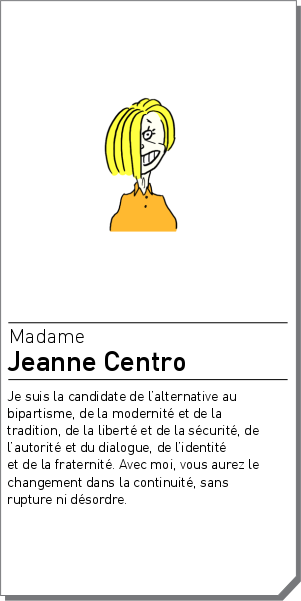 Madame
Jeanne Centro
Je suis la candidate de l'alternative au
bipartisme, de la modernité et de la
tradition, de la liberté et de la sécurité, de
l'autorité et du dialogue, de l'identité
et de la fraternité. Avec moi, vous aurez le
changement dans la continuité, sans
rupture ni désordre.